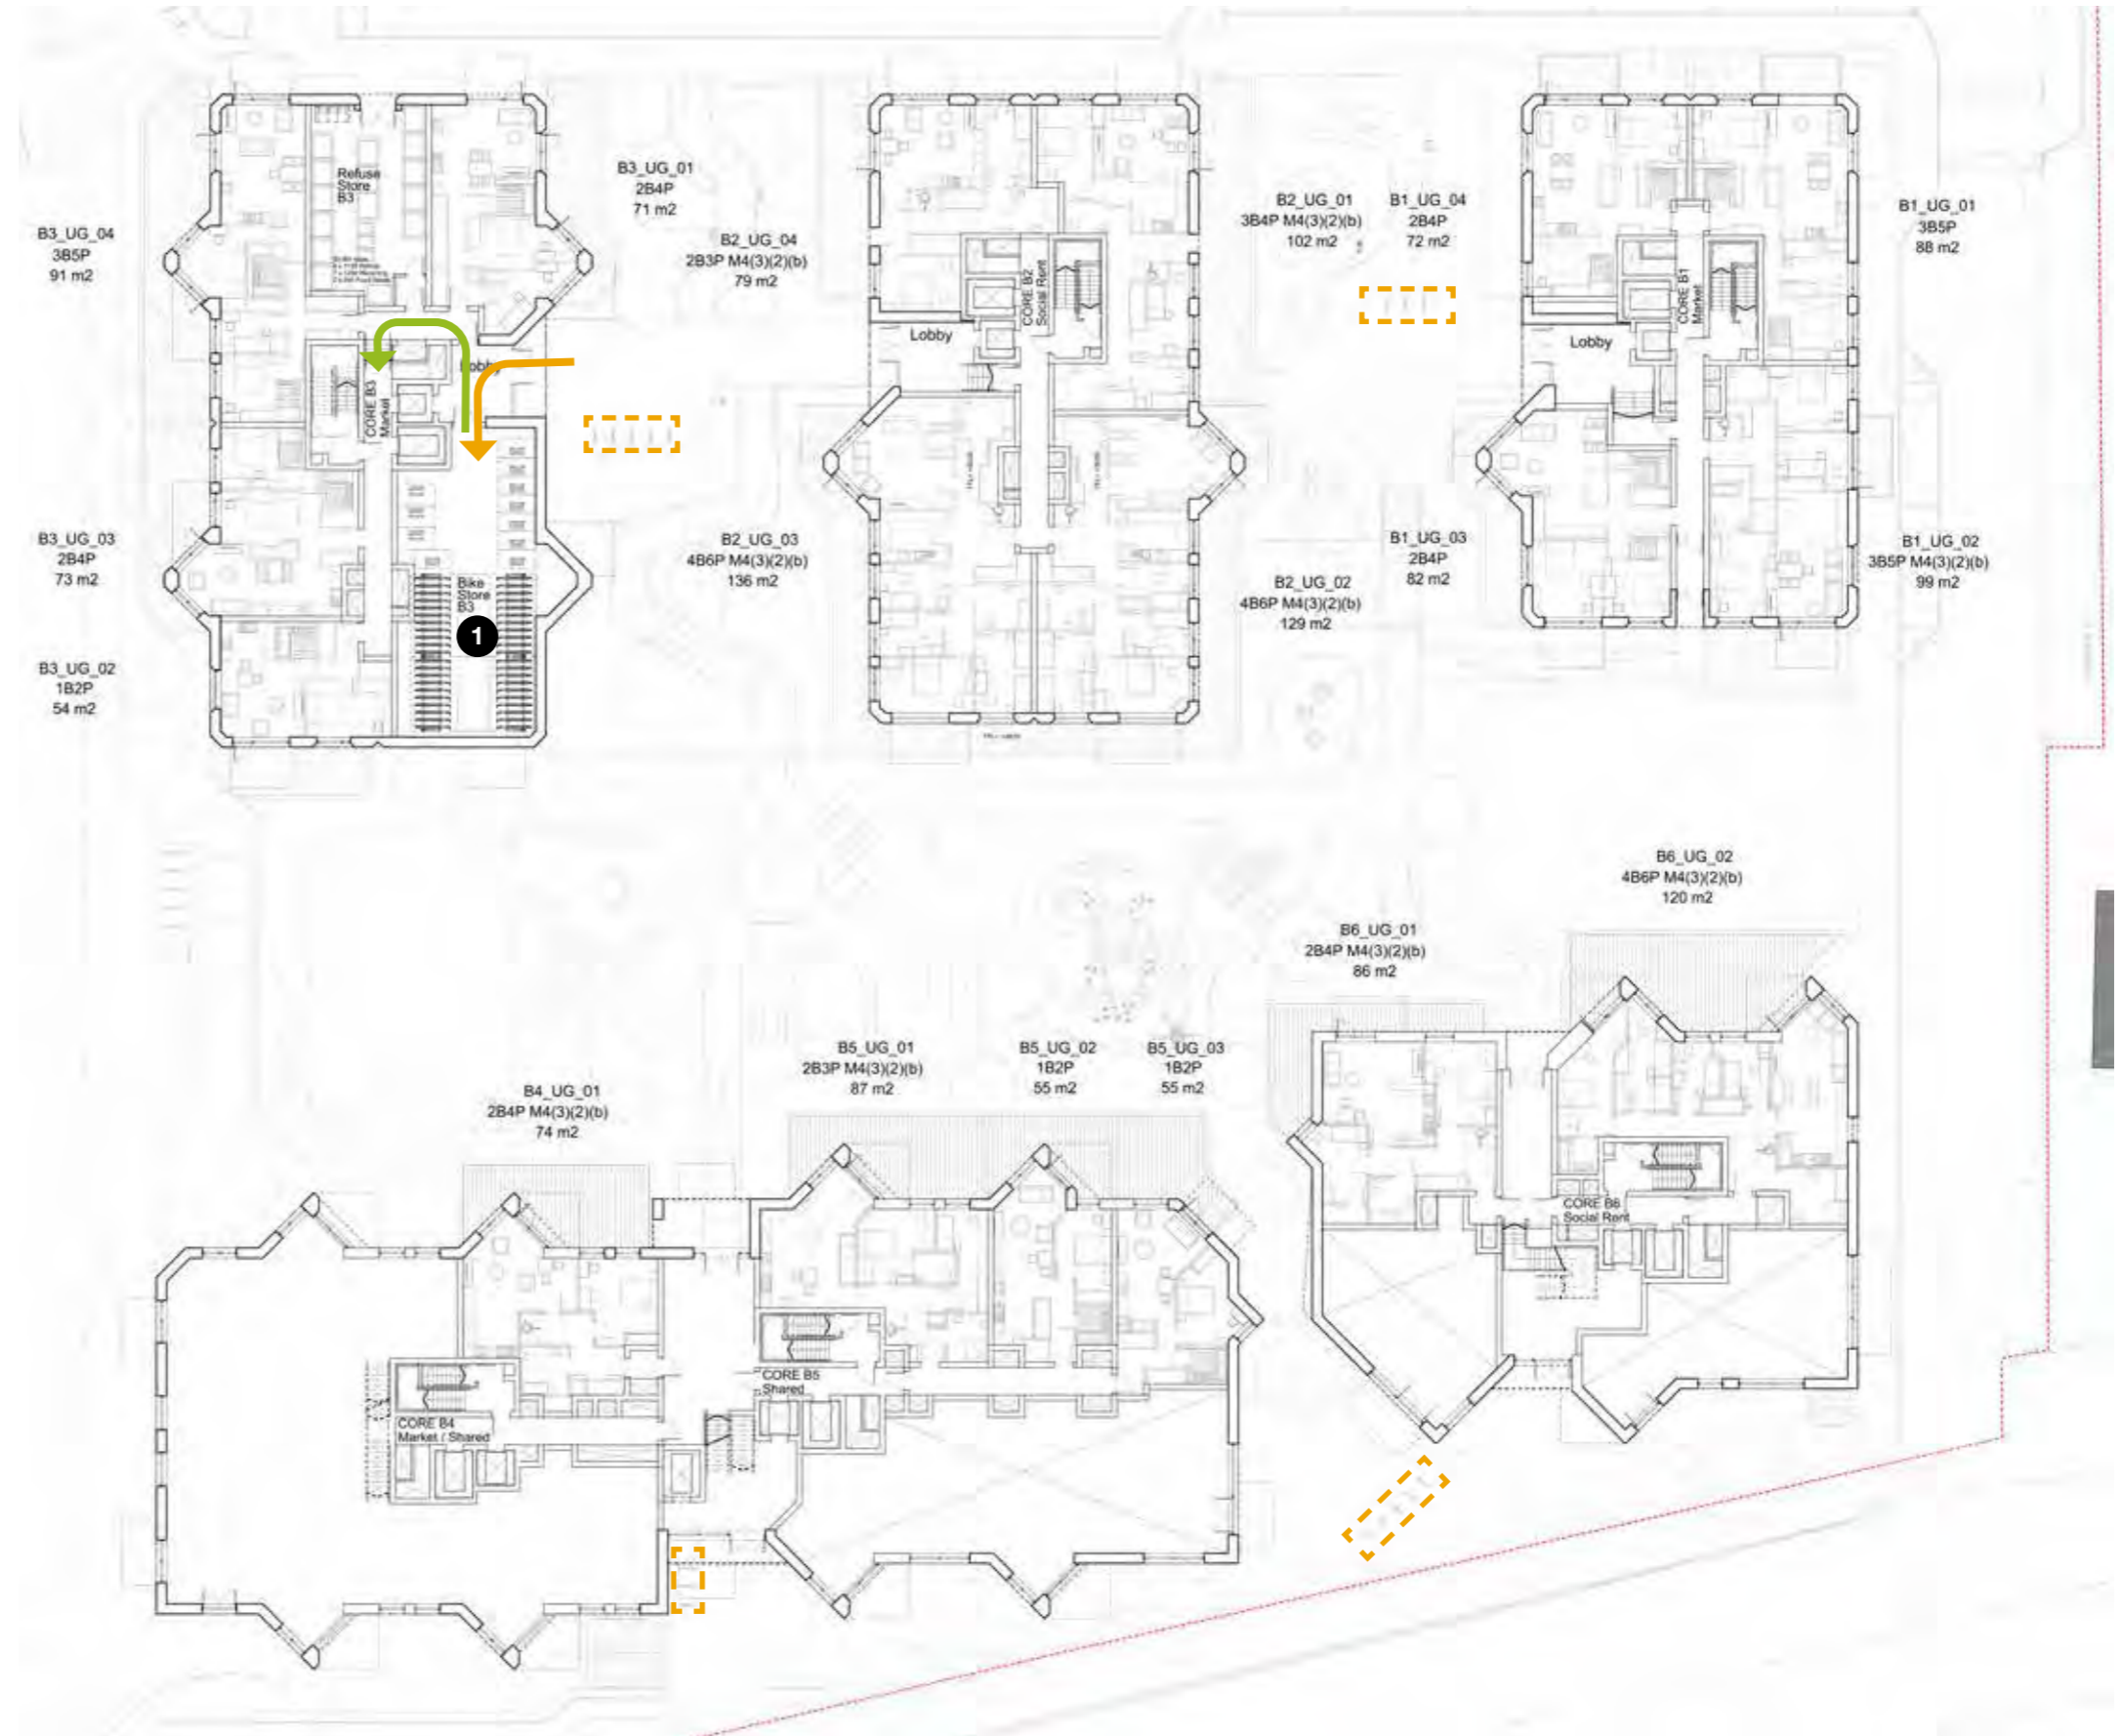 B3_UG_01
2B4P
71 m2
Refuse
Store
B3
B3_UG_04
3B5P
91 m2
Lobby
CORE B3
Market
B3_UG_03
2B4P
73 m2
Bike
Store
B3
1
B3_UG_02
1B2P
54 m2
B2_UG_04
2B3P M4(3)(2)(b)
79 m2
B2_UG_01
3B4P M4(3)(2)(b)
102 m2
CORE B2
Social Rent
Lobby
B2_UG_03
4B6P M4(3)(2)(b)
136 m2
B2_UG_02
4B6P M4(3)(2)(b)
129 m2
B1_UG_04
2B4P
72 m2
B1_UG_01
3B5P
88 m2
CORE B1
Market
Lobby
B1_UG_03
2B4P
82 m2
B1_UG_02
3B5P M4(3)(2)(b)
99 m2
B6_UG_02
4B6P M4(3)(2)(b)
120 m2
B6_UG_01
2B4P M4(3)(2)(b)
86 m2
B5_UG_01
2B3P M4(3)(2)(b)
87 m2
B5_UG_02
1B2P
55 m2
B5_UG_03
1B2P
55 m2
B4_UG_01
2B4P M4(3)(2)(b)
74 m2
CORE B6
Social Rent
CORE B5
Shared
CORE B4
Market / Shared